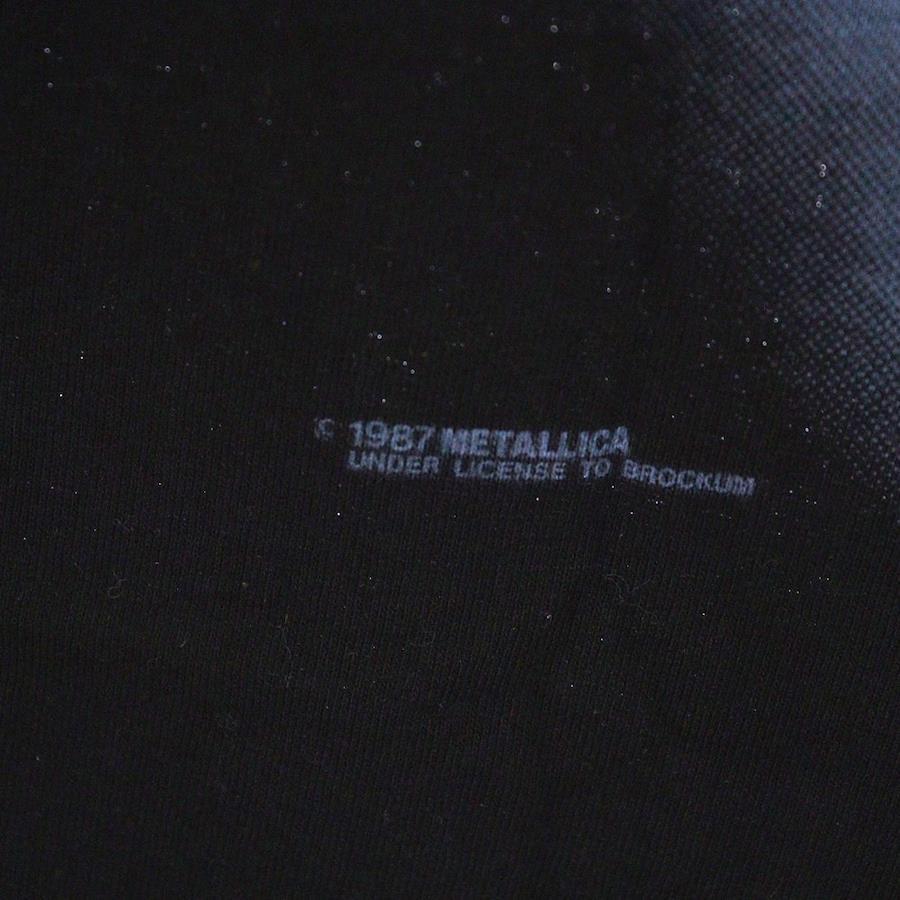 © 1987 METALLICA
UNDER LICENSE TO BROCKUM